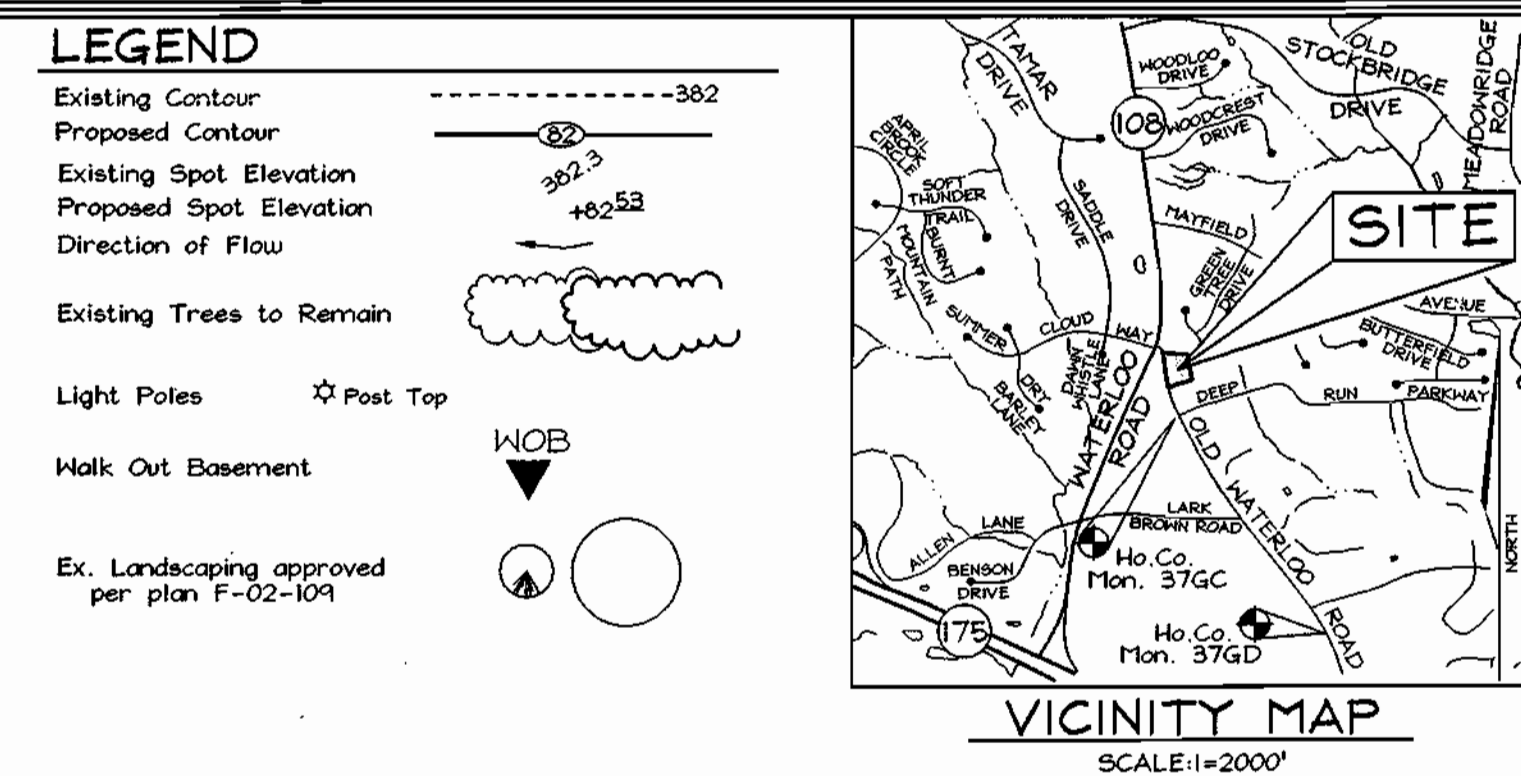 LEGEND
Existing Contour
382
Proposed Contour
82
Existing Spot Elevation
382.3
Proposed Spot Elevation
+82 53
Direction of Flow
Existing Trees to Remain
Light Poles
Post Top
WOB
Walk Out Basement
Ex. Landscaping approved
per plan F-02-109
TAMAR
DRIVE
WOODLOO
DRIVE
OLD
STOCKBRIDGE
DRIVE
MEADOWRIDGE
ROAD
108
WOODCREST
DRIVE
APRIL
BROOK
CIRCLE
SOFT
THUNDER
TRAIL
SADDLE
DRIVE
MAYFIELD
SITE
BURNT
MOUNTAIN
PATH
GREEN
TREE
DRIVE
AVENUE
SUMMER
CLOUD
WAY
BUTTERFIELD
DRIVE
DAWN
WHISTLE
LANE
DRY
BARLEY
LANE
DEEP
RUN
PARKWAY
WATERLOO
ROAD
OLD
WATERLOO
ROAD
LARK
BROWN ROAD
ALLEN
LANE
BENSON
DRIVE
Ho.Co.
Mon. 37GC
NORTH
175
Ho.Co.
Mon. 37GD
VICINITY MAP
SCALE:1=2000'